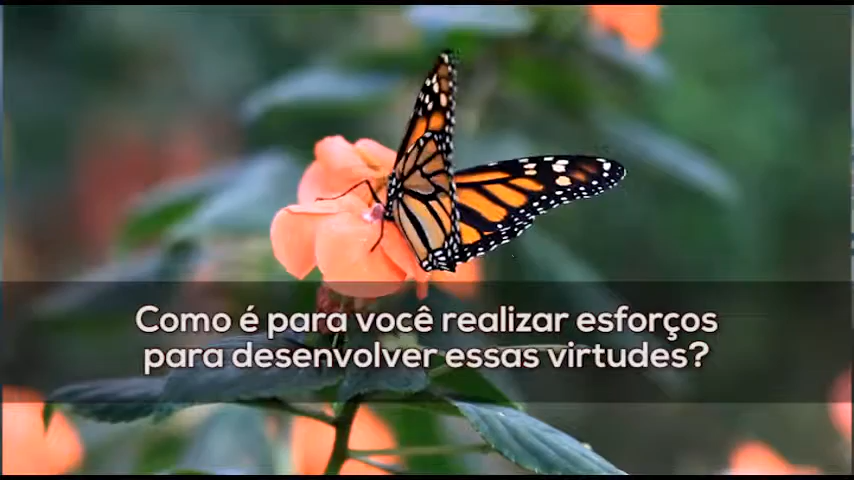 Como é para você realizar esforços
para desenvolver essas virtudes?